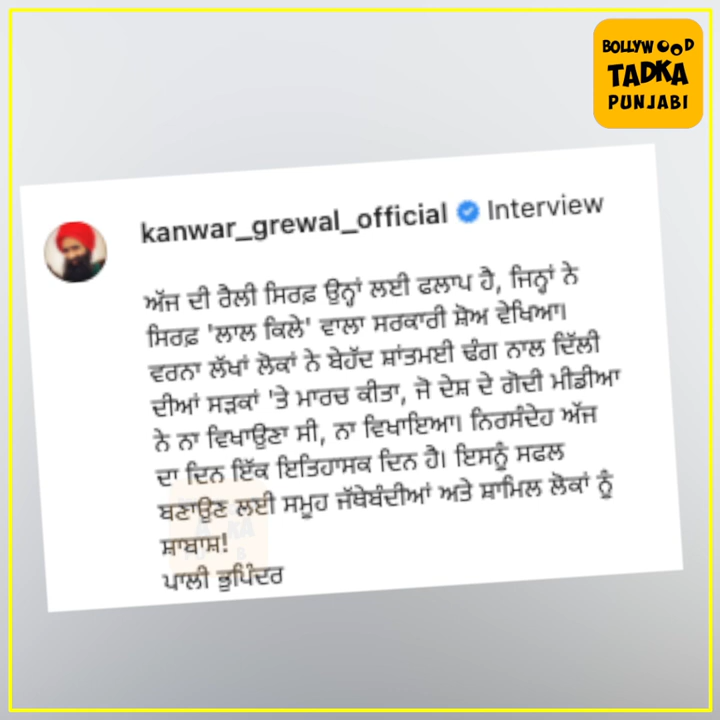 BOLLYWOOD
TADKA
PUNJABI
kanwar_grewal_official Interview
ਅੱਜ ਦੀ ਰੈਲੀ ਸਿਰਫ਼ ਉਨ੍ਹਾਂ ਲਈ ਫਲਾਪ ਹੈ, ਜਿਨ੍ਹਾਂ ਨੇ
ਸਿਰਫ਼ 'ਲਾਲ ਕਿਲੇ' ਵਾਲਾ ਸਰਕਾਰੀ ਸ਼ੋਅ ਵੇਖਿਆ।
ਵਰਨਾ ਲੱਖਾਂ ਲੋਕਾਂ ਨੇ ਬੇਹੱਦ ਸ਼ਾਂਤਮਈ ਢੰਗ ਨਾਲ ਦਿੱਲੀ
ਦੀਆਂ ਸੜਕਾਂ 'ਤੇ ਮਾਰਚ ਕੀਤਾ, ਜੋ ਦੇਸ਼ ਦੇ ਗੋਦੀ ਮੀਡੀਆ
ਨੇ ਨਾ ਵਿਖਾਉਣਾ ਸੀ, ਨਾ ਵਿਖਾਇਆ। ਨਿਰਸੰਦੇਹ ਅੱਜ
ਦਾ ਦਿਨ ਇੱਕ ਇਤਿਹਾਸਕ ਦਿਨ ਹੈ। ਇਸਨੂੰ ਸਫਲ
ਬਣਾਉਣ ਲਈ ਸਮੂਹ ਜੱਥੇਬੰਦੀਆਂ ਅਤੇ ਸ਼ਾਮਿਲ ਲੋਕਾਂ ਨੂੰ
ਸ਼ਾਬਾਸ਼!
ਪਾਲੀ ਭੁਪਿੰਦਰ